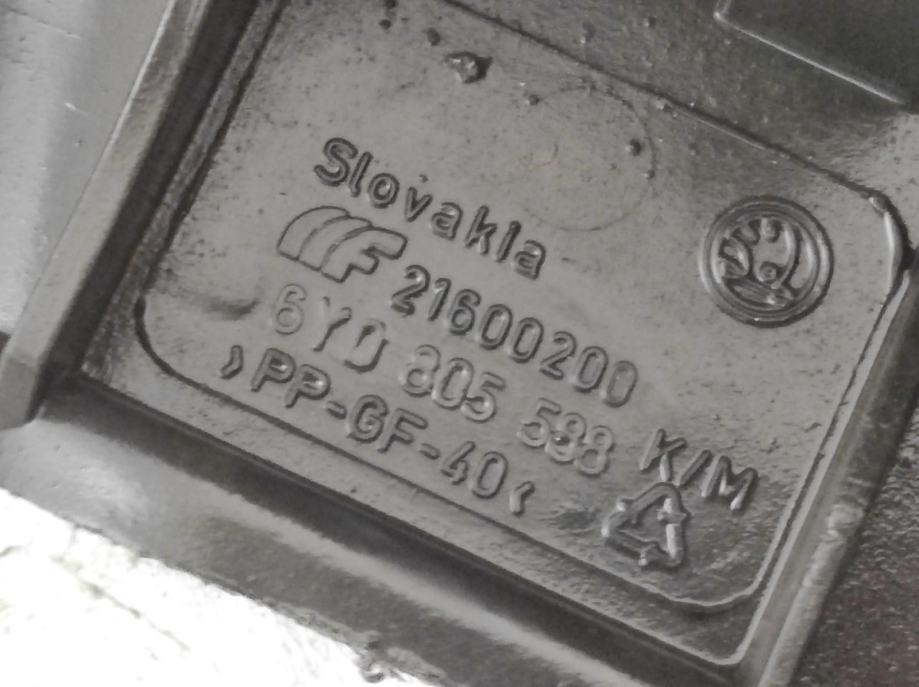 Slovakia
21600200
6Y0 805 588 K/M
>PP-GF-40<